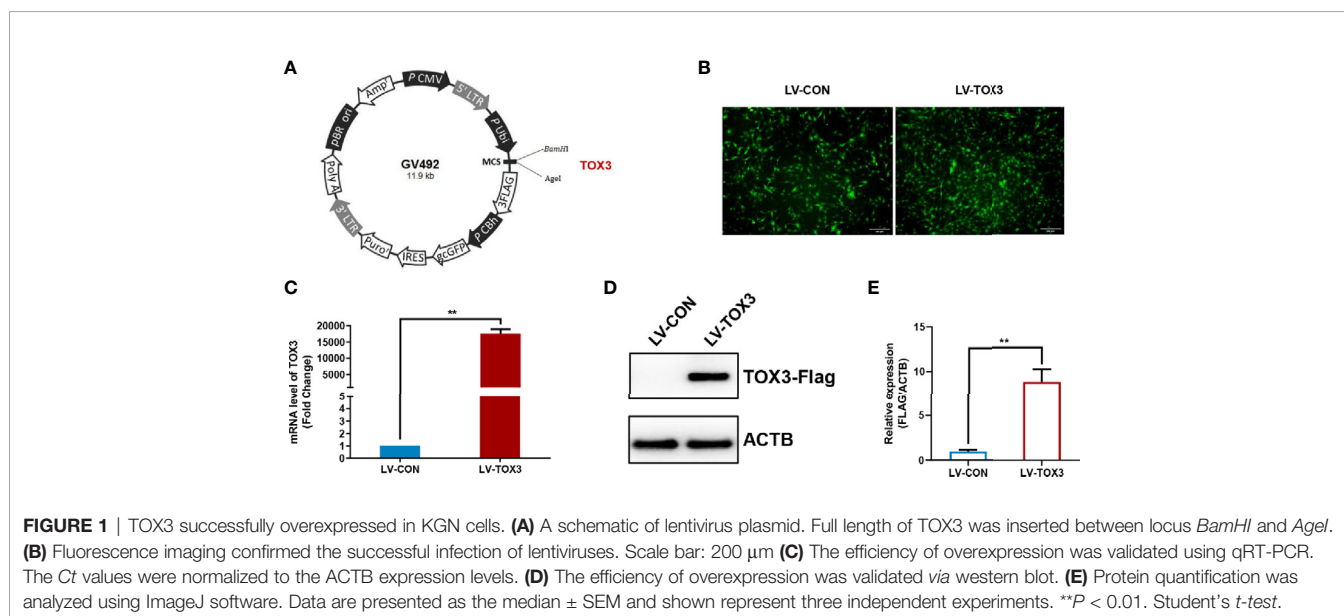 A
P CMV
5' LTR
P Ubi
MCS
BamHI
AgeI
TOX3
3FLAG
P CBh
gcGFP
IRES
Puro^r
3' LTR
Poly A
pBR ori
Amp^r
GV492
11.9 kb
B
LV-CON
LV-TOX3
C
mRNA level of TOX3
(Fold Change)
20000
15000
10000
5000
5
4
3
2
1
0
**
LV-CON
LV-TOX3
D
LV-CON
LV-TOX3
TOX3-Flag
ACTB
E
Relative expression
(FLAG/ACTB)
15
10
5
0
**
LV-CON
LV-TOX3
FIGURE 1 | TOX3 successfully overexpressed in KGN cells. (A) A schematic of lentivirus plasmid. Full length of TOX3 was inserted between locus BamHI and AgeI.
(B) Fluorescence imaging confirmed the successful infection of lentiviruses. Scale bar: 200 μm (C) The efficiency of overexpression was validated using qRT-PCR.
The Ct values were normalized to the ACTB expression levels. (D) The efficiency of overexpression was validated via western blot. (E) Protein quantification was
analyzed using ImageJ software. Data are presented as the median ± SEM and shown represent three independent experiments. **P < 0.01. Student's t-test.